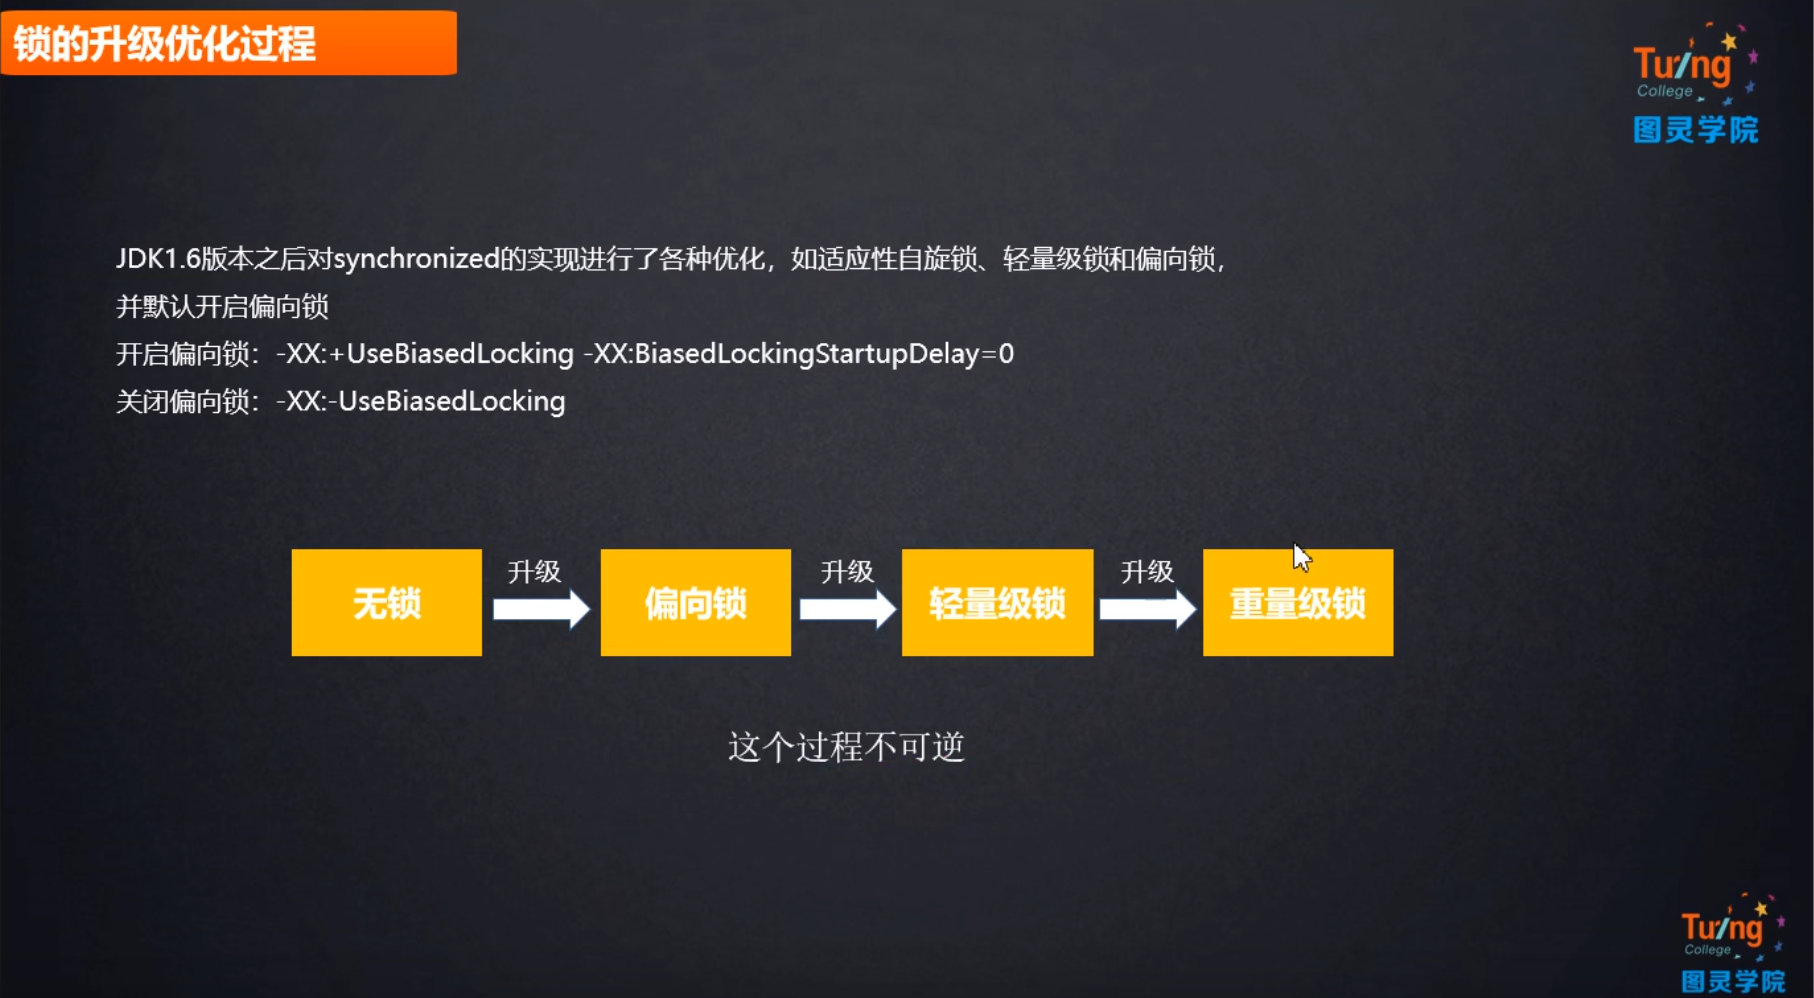 锁的升级优化过程
Turing
College
图灵学院
JDK1.6版本之后对synchronized的实现进行了各种优化，如适应性自旋锁、轻量级锁和偏向锁，
并默认开启偏向锁
开启偏向锁：-XX:+UseBiasedLocking -XX:BiasedLockingStartupDelay=0
关闭偏向锁：-XX:-UseBiasedLocking
无锁
升级
偏向锁
升级
轻量级锁
升级
重量级锁
这个过程不可逆
Turing
College
图灵学院